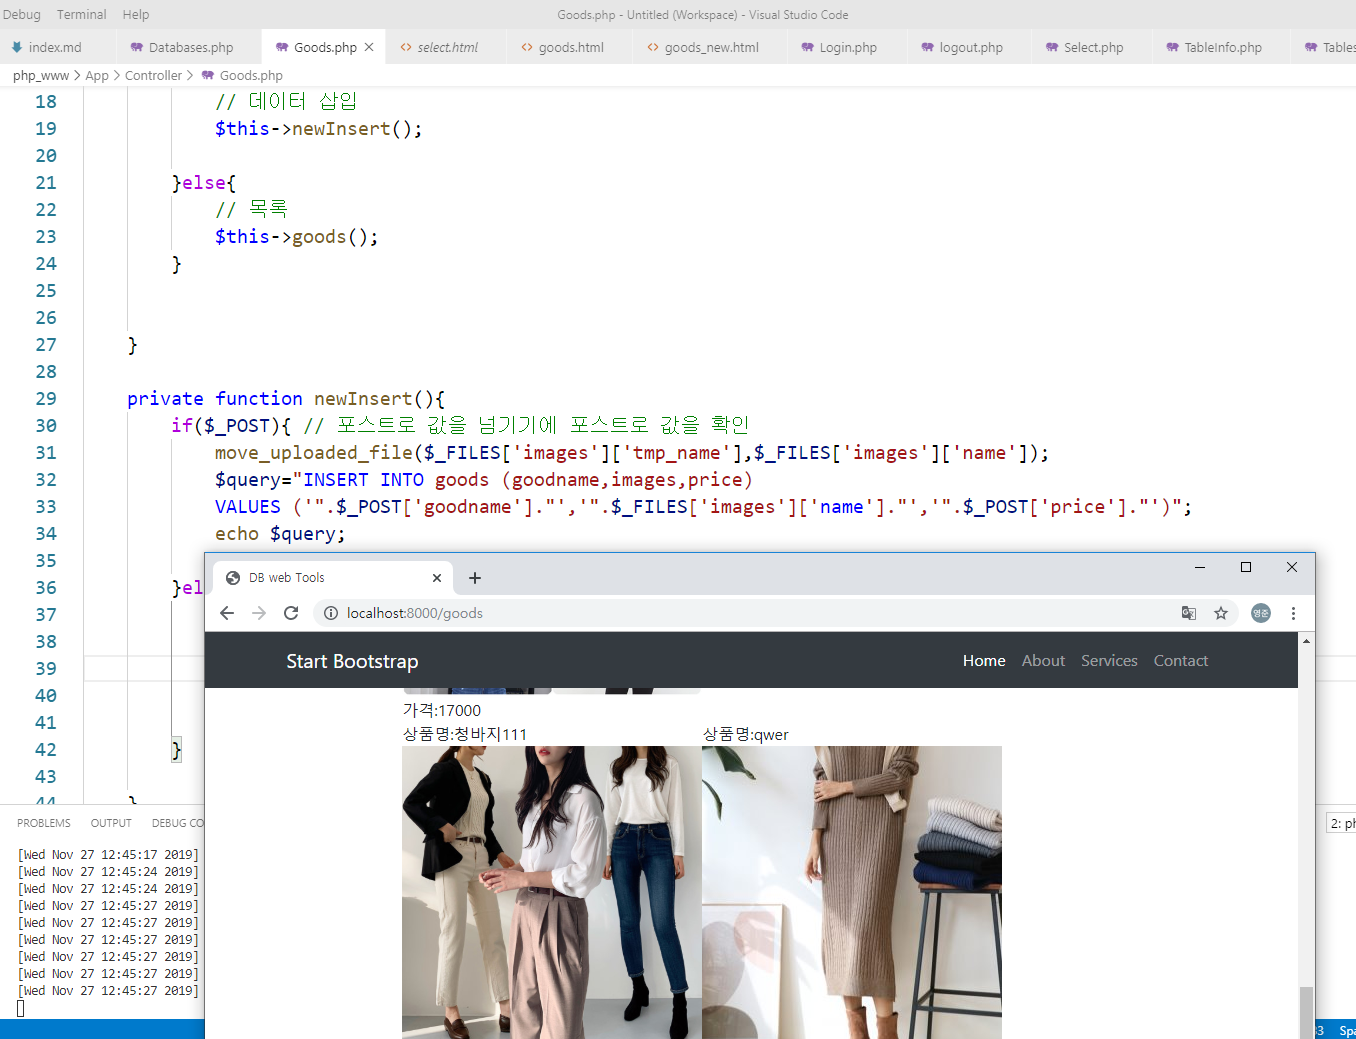 Debug Terminal Help
Goods.php - Untitled (Workspace) - Visual Studio Code
index.md Databases.php Goods.php select.html goods.html goods_new.html Login.php logout.php Select.php TableInfo.php Tables
php_www > App > Controller > Goods.php
18 // 데이터 삽입
19 $this->newInsert();
20
21 }else{
22 // 목록
23 $this->goods();
24 }
25
26
27 }
28
29 private function newInsert(){
30 if($_POST){ // 포스트로 값을 넘기기에 포스트로 값을 확인
31 move_uploaded_file($_FILES['images']['tmp_name'],$_FILES['images']['name']);
32 $query="INSERT INTO goods (goodname,images,price)
33 VALUES ('".$_POST['goodname']."','".$_FILES['images']['name']."','".$_POST['price']."')";
34 echo $query;
35
36 }el
37
38
39
40
41
42 }
43
44 }
DB web Tools
localhost:8000/goods
영준
Start Bootstrap
Home About Services Contact
가격:17000
상품명:청바지111 상품명:qwer
PROBLEMS OUTPUT DEBUG CO
2: ph
[Wed Nov 27 12:45:17 2019]
[Wed Nov 27 12:45:24 2019]
[Wed Nov 27 12:45:24 2019]
[Wed Nov 27 12:45:27 2019]
[Wed Nov 27 12:45:27 2019]
[Wed Nov 27 12:45:27 2019]
[Wed Nov 27 12:45:27 2019]
[Wed Nov 27 12:45:27 2019]
[Wed Nov 27 12:45:27 2019]
33 Spa